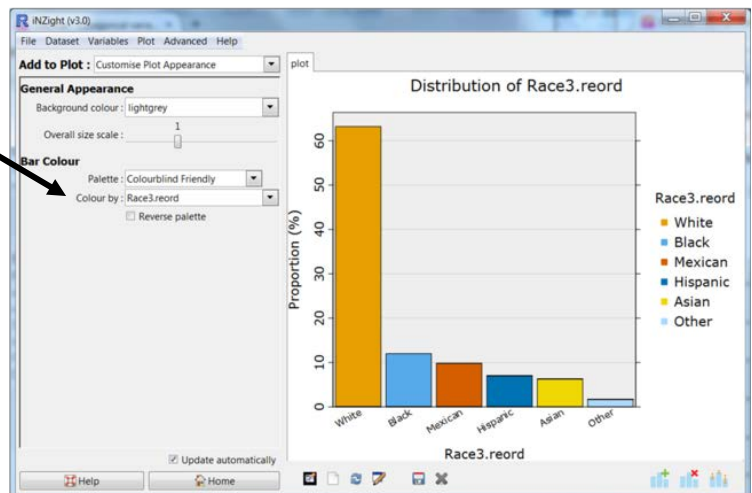 iNZight (v3.0)
File Dataset Variables Plot Advanced Help
Add to Plot : Customise Plot Appearance
General Appearance
Background colour : lightgrey
Overall size scale : 1
Bar Colour
Palette : Colourblind Friendly
Colour by : Race3.reord
Reverse palette
Update automatically
Help Home
plot
Distribution of Race3.reord
Proportion (%)
60
50
40
30
20
10
0
White Black Mexican Hispanic Asian Other
Race3.reord
Race3.reord
White
Black
Mexican
Hispanic
Asian
Other